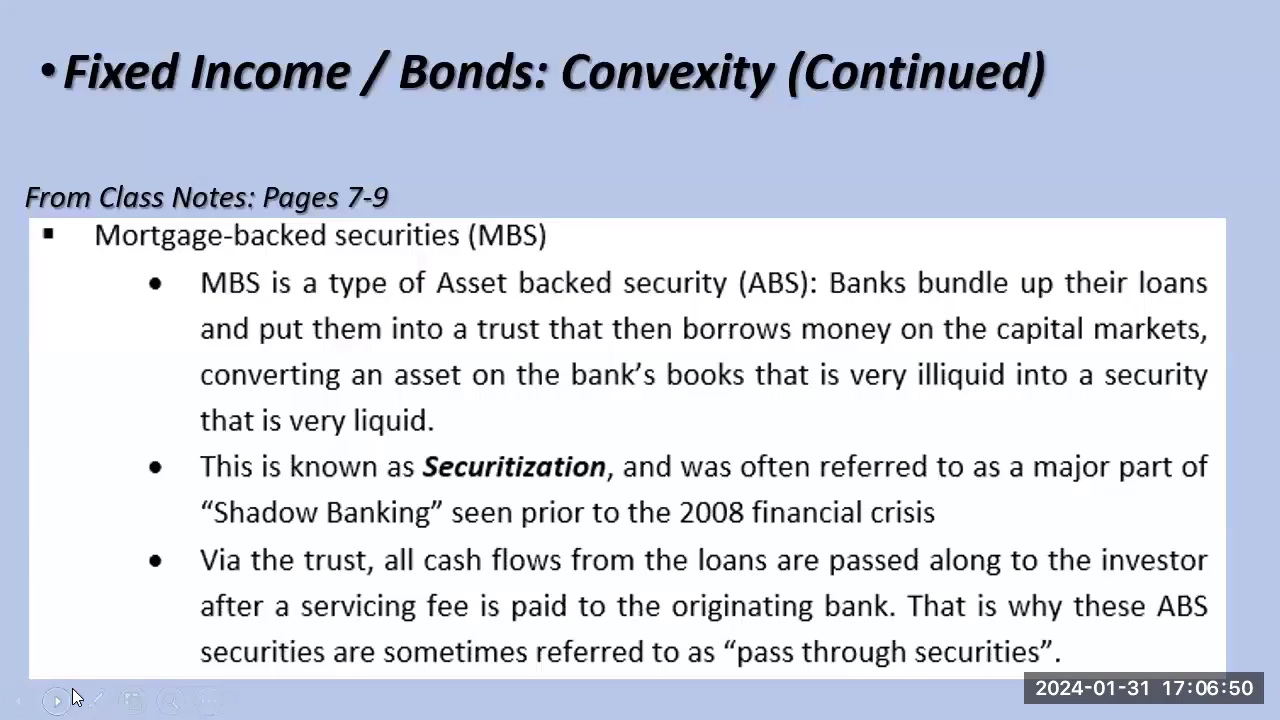 •Fixed Income / Bonds: Convexity (Continued)
From Class Notes: Pages 7-9
▪ Mortgage-backed securities (MBS)
• MBS is a type of Asset backed security (ABS): Banks bundle up their loans
and put them into a trust that then borrows money on the capital markets,
converting an asset on the bank’s books that is very illiquid into a security
that is very liquid.
• This is known as Securitization, and was often referred to as a major part of
“Shadow Banking” seen prior to the 2008 financial crisis
• Via the trust, all cash flows from the loans are passed along to the investor
after a servicing fee is paid to the originating bank. That is why these ABS
securities are sometimes referred to as “pass through securities”.
2024-01-31 17:06:50